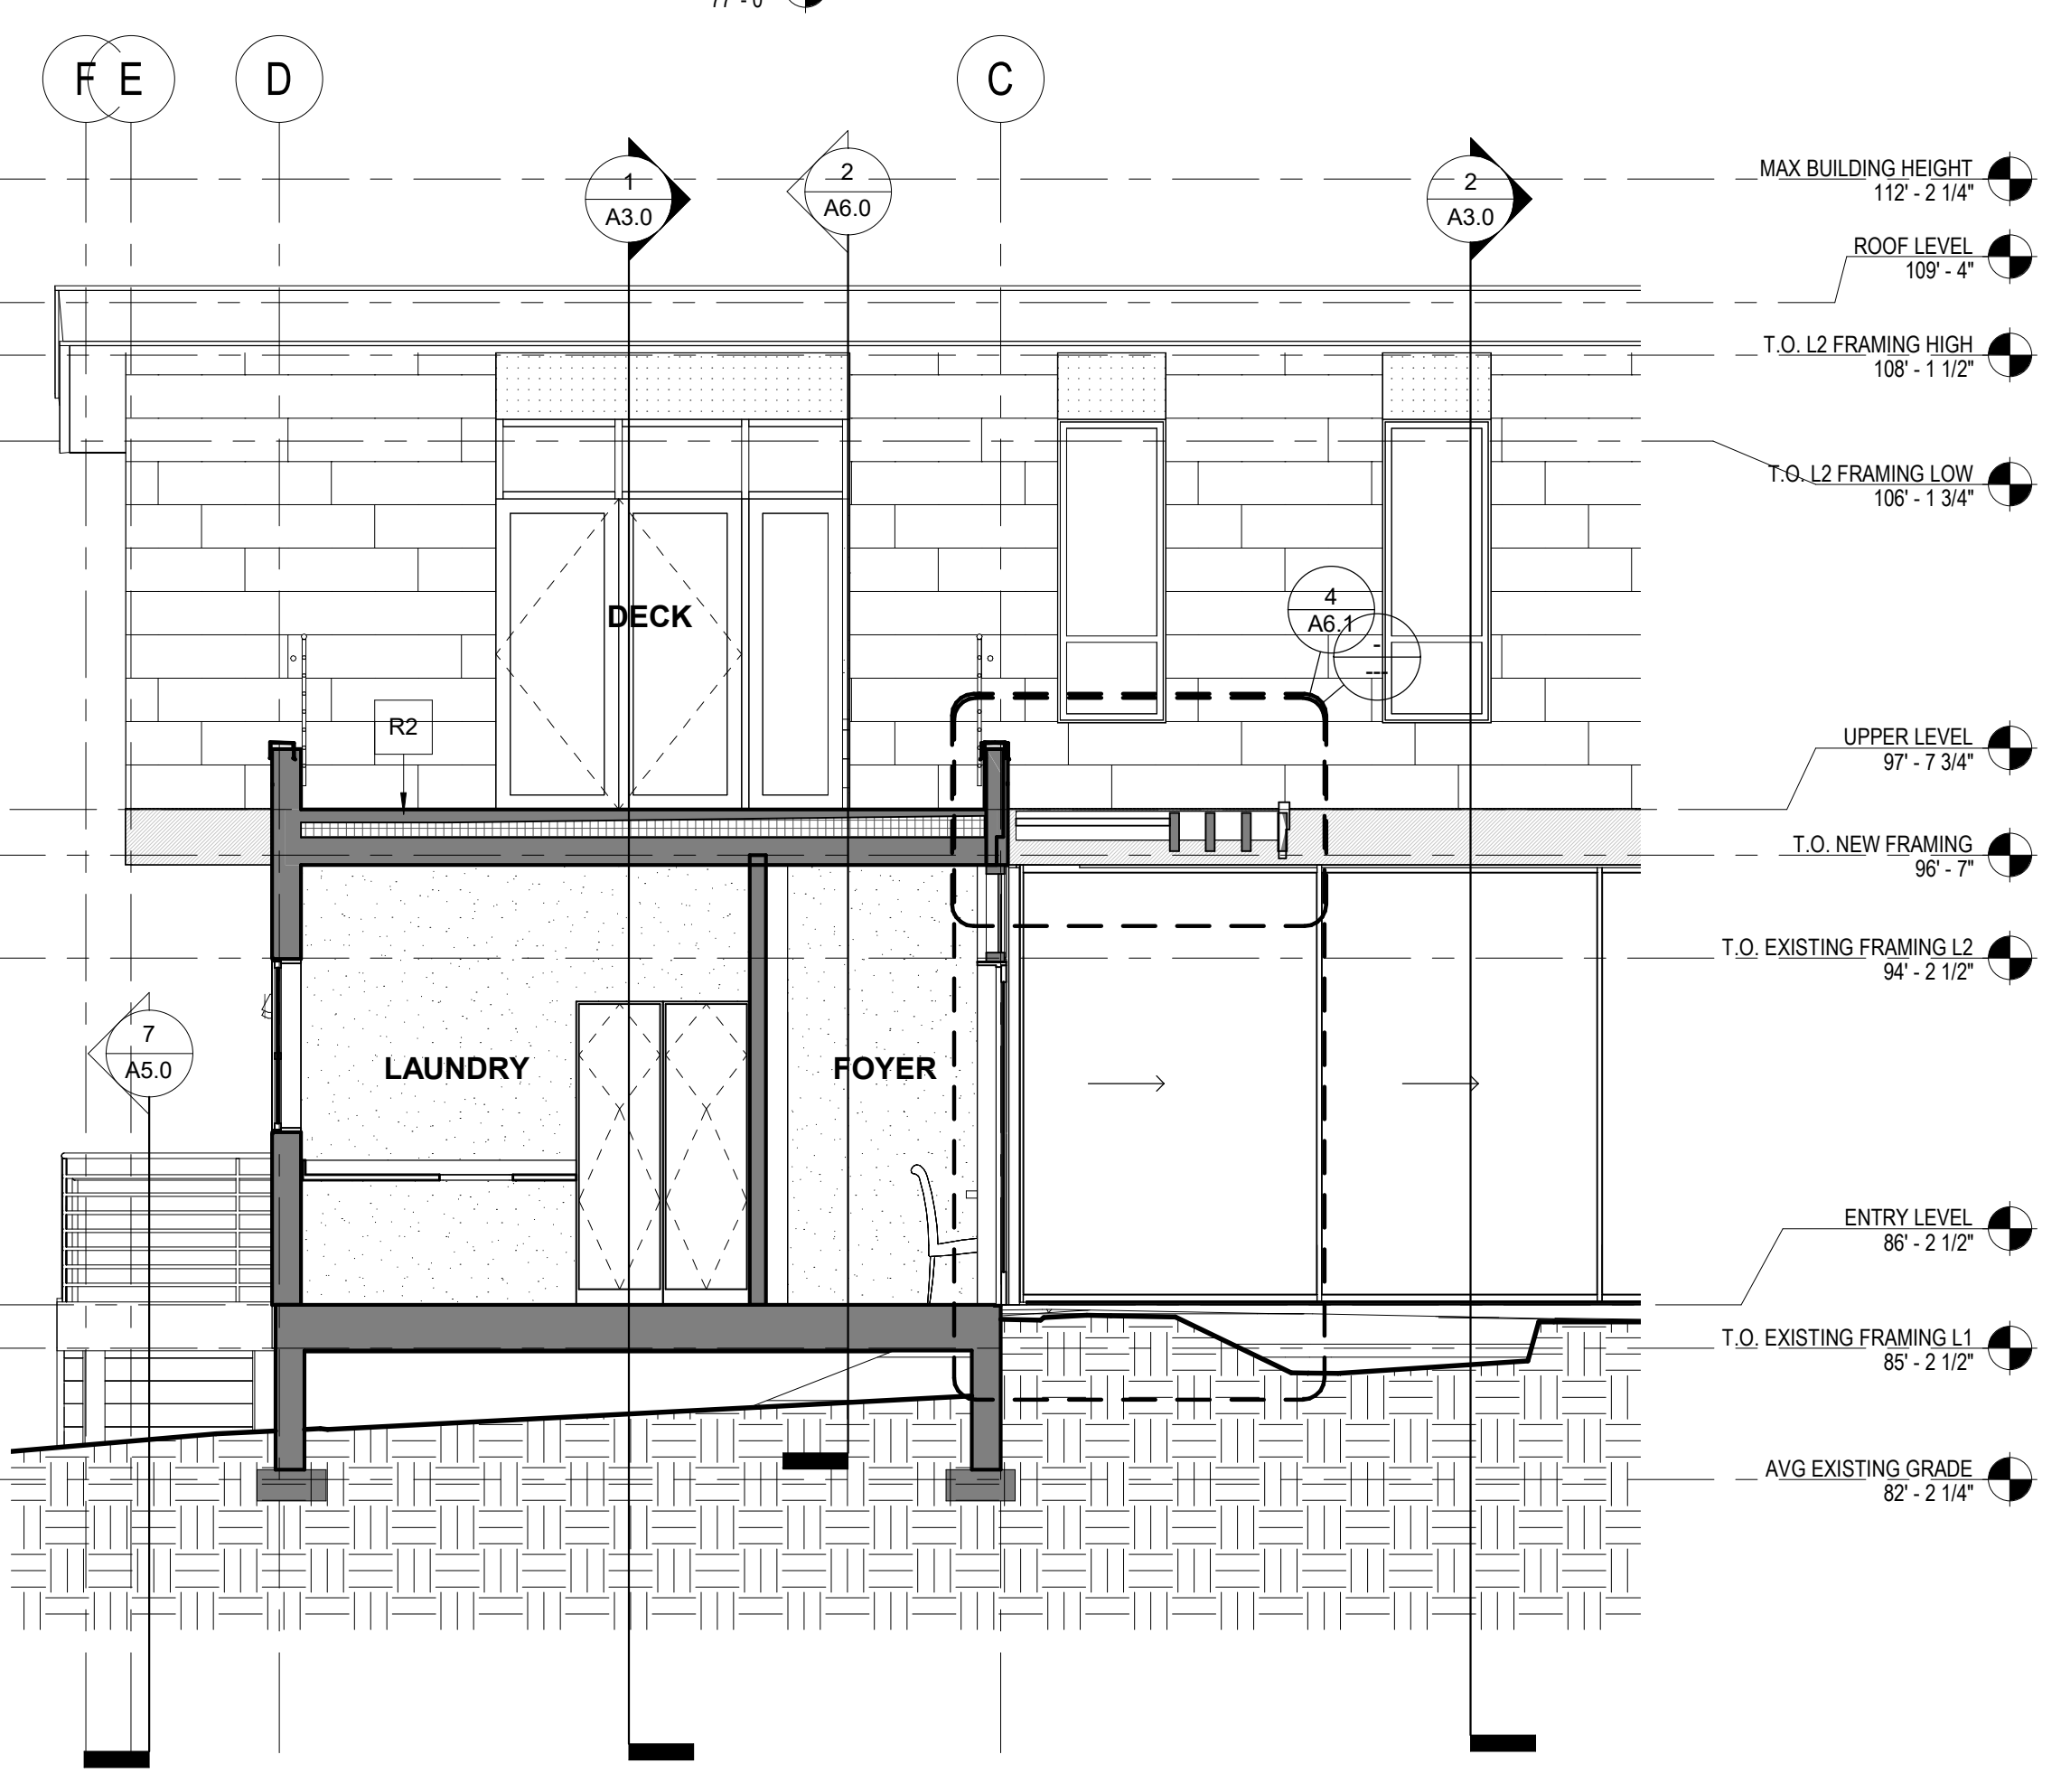 77' - 0"
F E D C
1
A3.0
2
A6.0
2
A3.0
MAX BUILDING HEIGHT
112' - 2 1/4"
ROOF LEVEL
109' - 4"
T.O. L2 FRAMING HIGH
108' - 1 1/2"
T.O. L2 FRAMING LOW
106' - 1 3/4"
DECK
4
A6.1
-
---
R2
UPPER LEVEL
97' - 7 3/4"
T.O. NEW FRAMING
96' - 7"
T.O. EXISTING FRAMING L2
94' - 2 1/2"
7
A5.0
LAUNDRY
FOYER
ENTRY LEVEL
86' - 2 1/2"
T.O. EXISTING FRAMING L1
85' - 2 1/2"
AVG EXISTING GRADE
82' - 2 1/4"